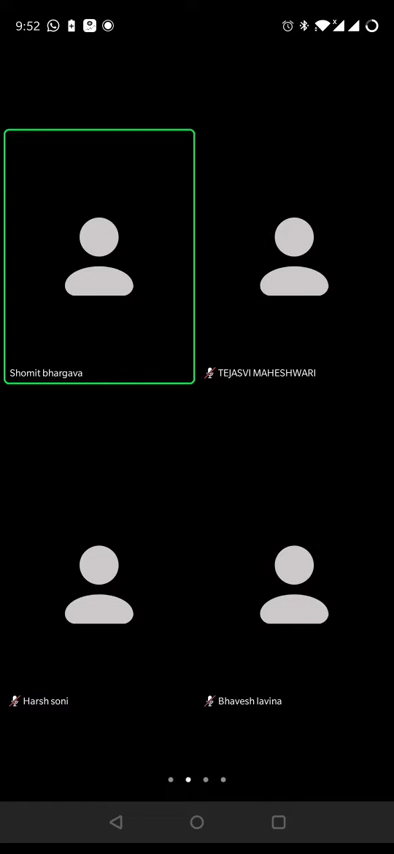 9:52
Shomit bhargava
TEJASVI MAHESHWARI
Harsh soni
Bhavesh lavina